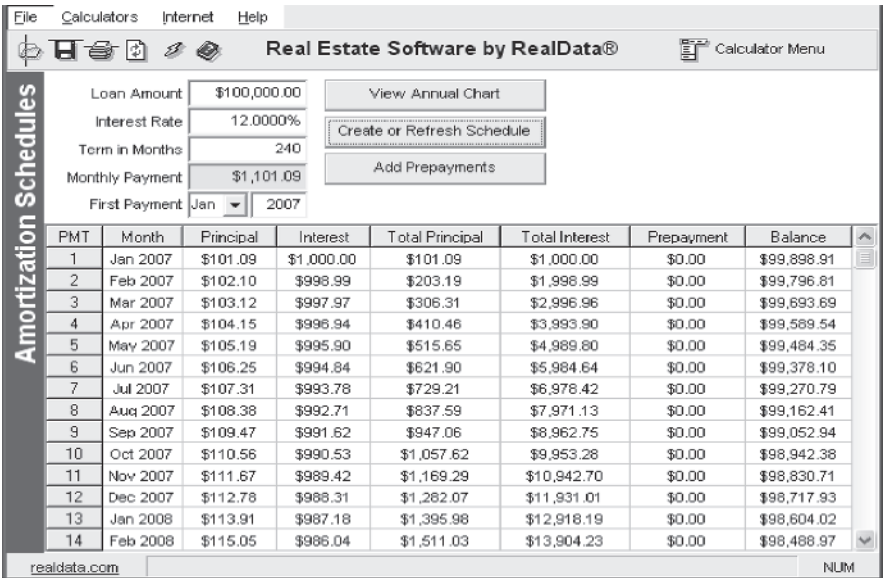 File Calculators Internet Help
Real Estate Software by RealData® Calculator Menu
Amortization Schedules
Loan Amount $100,000.00 View Annual Chart
Interest Rate 12.0000% Create or Refresh Schedule
Term in Months 240
Monthly Payment $1,101.09 Add Prepayments
First Payment Jan 2007
PMT Month Principal Interest Total Principal Total Interest Prepayment Balance
1 Jan 2007 $101.09 $1,000.00 $101.09 $1,000.00 $0.00 $99,898.91
2 Feb 2007 $102.10 $998.99 $203.19 $1,998.99 $0.00 $99,796.81
3 Mar 2007 $103.12 $997.97 $306.31 $2,996.96 $0.00 $99,693.69
4 Apr 2007 $104.15 $996.94 $410.46 $3,993.90 $0.00 $99,589.54
5 May 2007 $105.19 $995.90 $515.65 $4,989.80 $0.00 $99,484.35
6 Jun 2007 $106.25 $994.84 $621.90 $5,984.64 $0.00 $99,378.10
7 Jul 2007 $107.31 $993.78 $729.21 $6,978.42 $0.00 $99,270.79
8 Aug 2007 $108.38 $992.71 $837.59 $7,971.13 $0.00 $99,162.41
9 Sep 2007 $109.47 $991.62 $947.06 $8,962.75 $0.00 $99,052.94
10 Oct 2007 $110.56 $990.53 $1,057.62 $9,953.28 $0.00 $98,942.38
11 Nov 2007 $111.67 $989.42 $1,169.29 $10,942.70 $0.00 $98,830.71
12 Dec 2007 $112.78 $988.31 $1,282.07 $11,931.01 $0.00 $98,717.93
13 Jan 2008 $113.91 $987.18 $1,395.98 $12,918.19 $0.00 $98,604.02
14 Feb 2008 $115.05 $986.04 $1,511.03 $13,904.23 $0.00 $98,488.97
realdata.com NUM